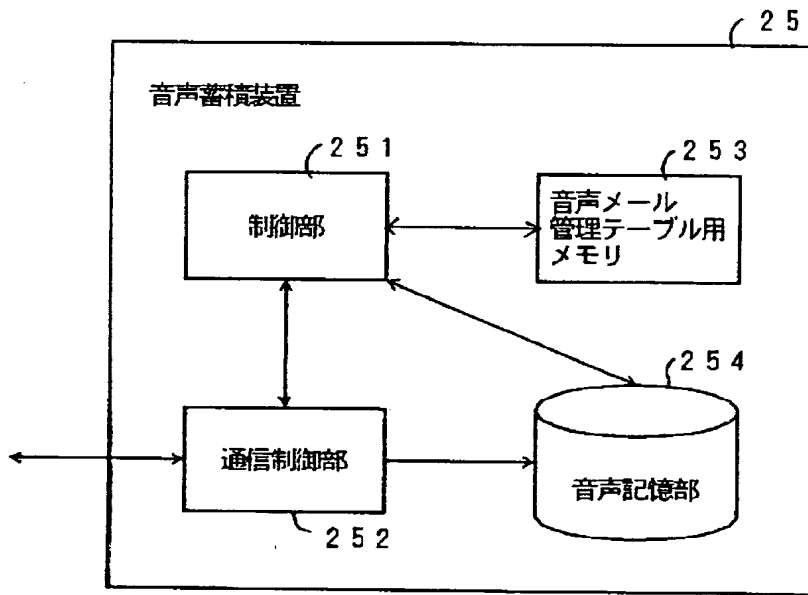 ２５
音声蓄積装置
２５１
制御部
２５３
音声メール
管理テーブル用
メモリ
２５４
音声記憶部
通信制御部
２５２